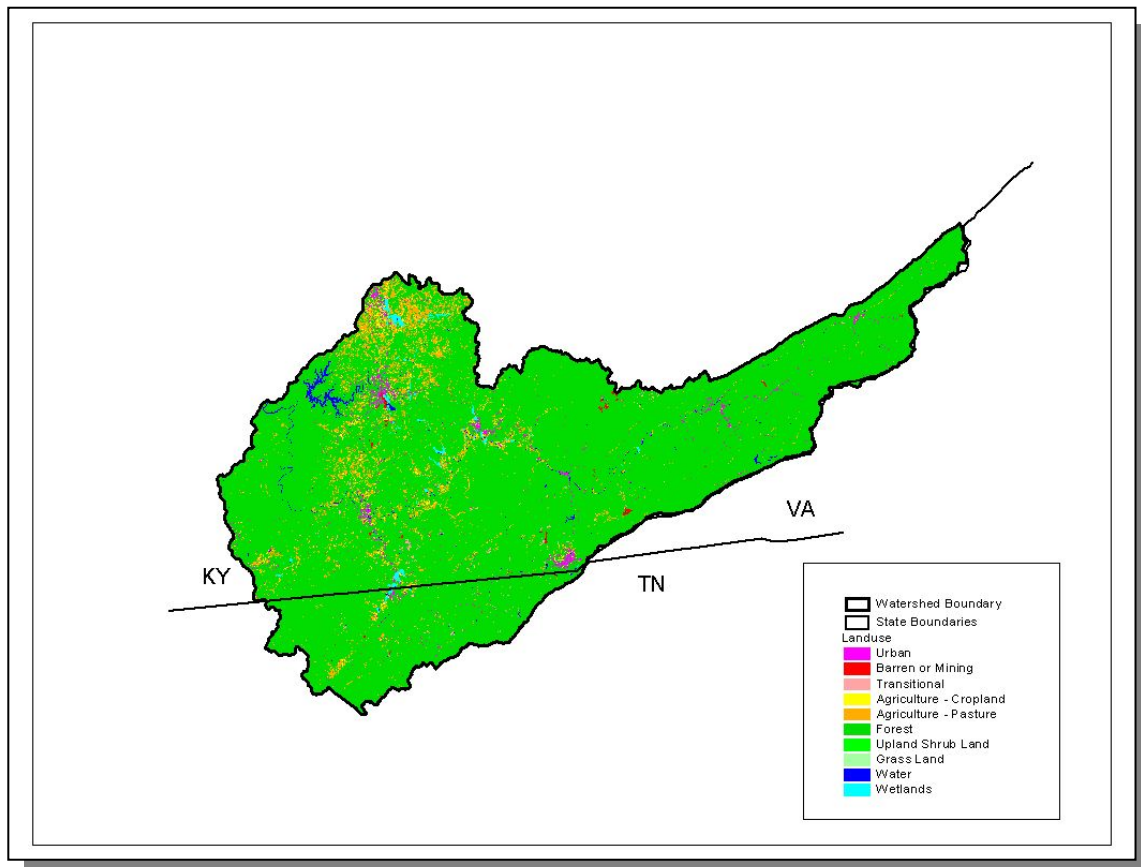 VA
KY
TN
Watershed Boundary
State Boundaries
Landuse
Urban
Barren or Mining
Transitional
Agriculture - Cropland
Agriculture - Pasture
Forest
Upland Shrub Land
Grass Land
Water
Wetlands